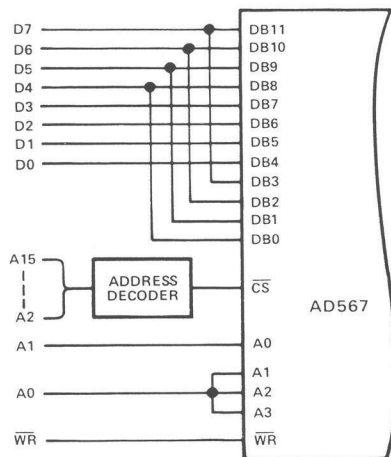 D7 DB11
D6 DB10
D5 DB9
D4 DB8
D3 DB7
D2 DB6
D1 DB5
D0 DB4
DB3
DB2
DB1
DB0
A15
ADDRESS
DECODER
CS
A2
AD567
A1 A0
A1
A0 A2
A3
WR WR